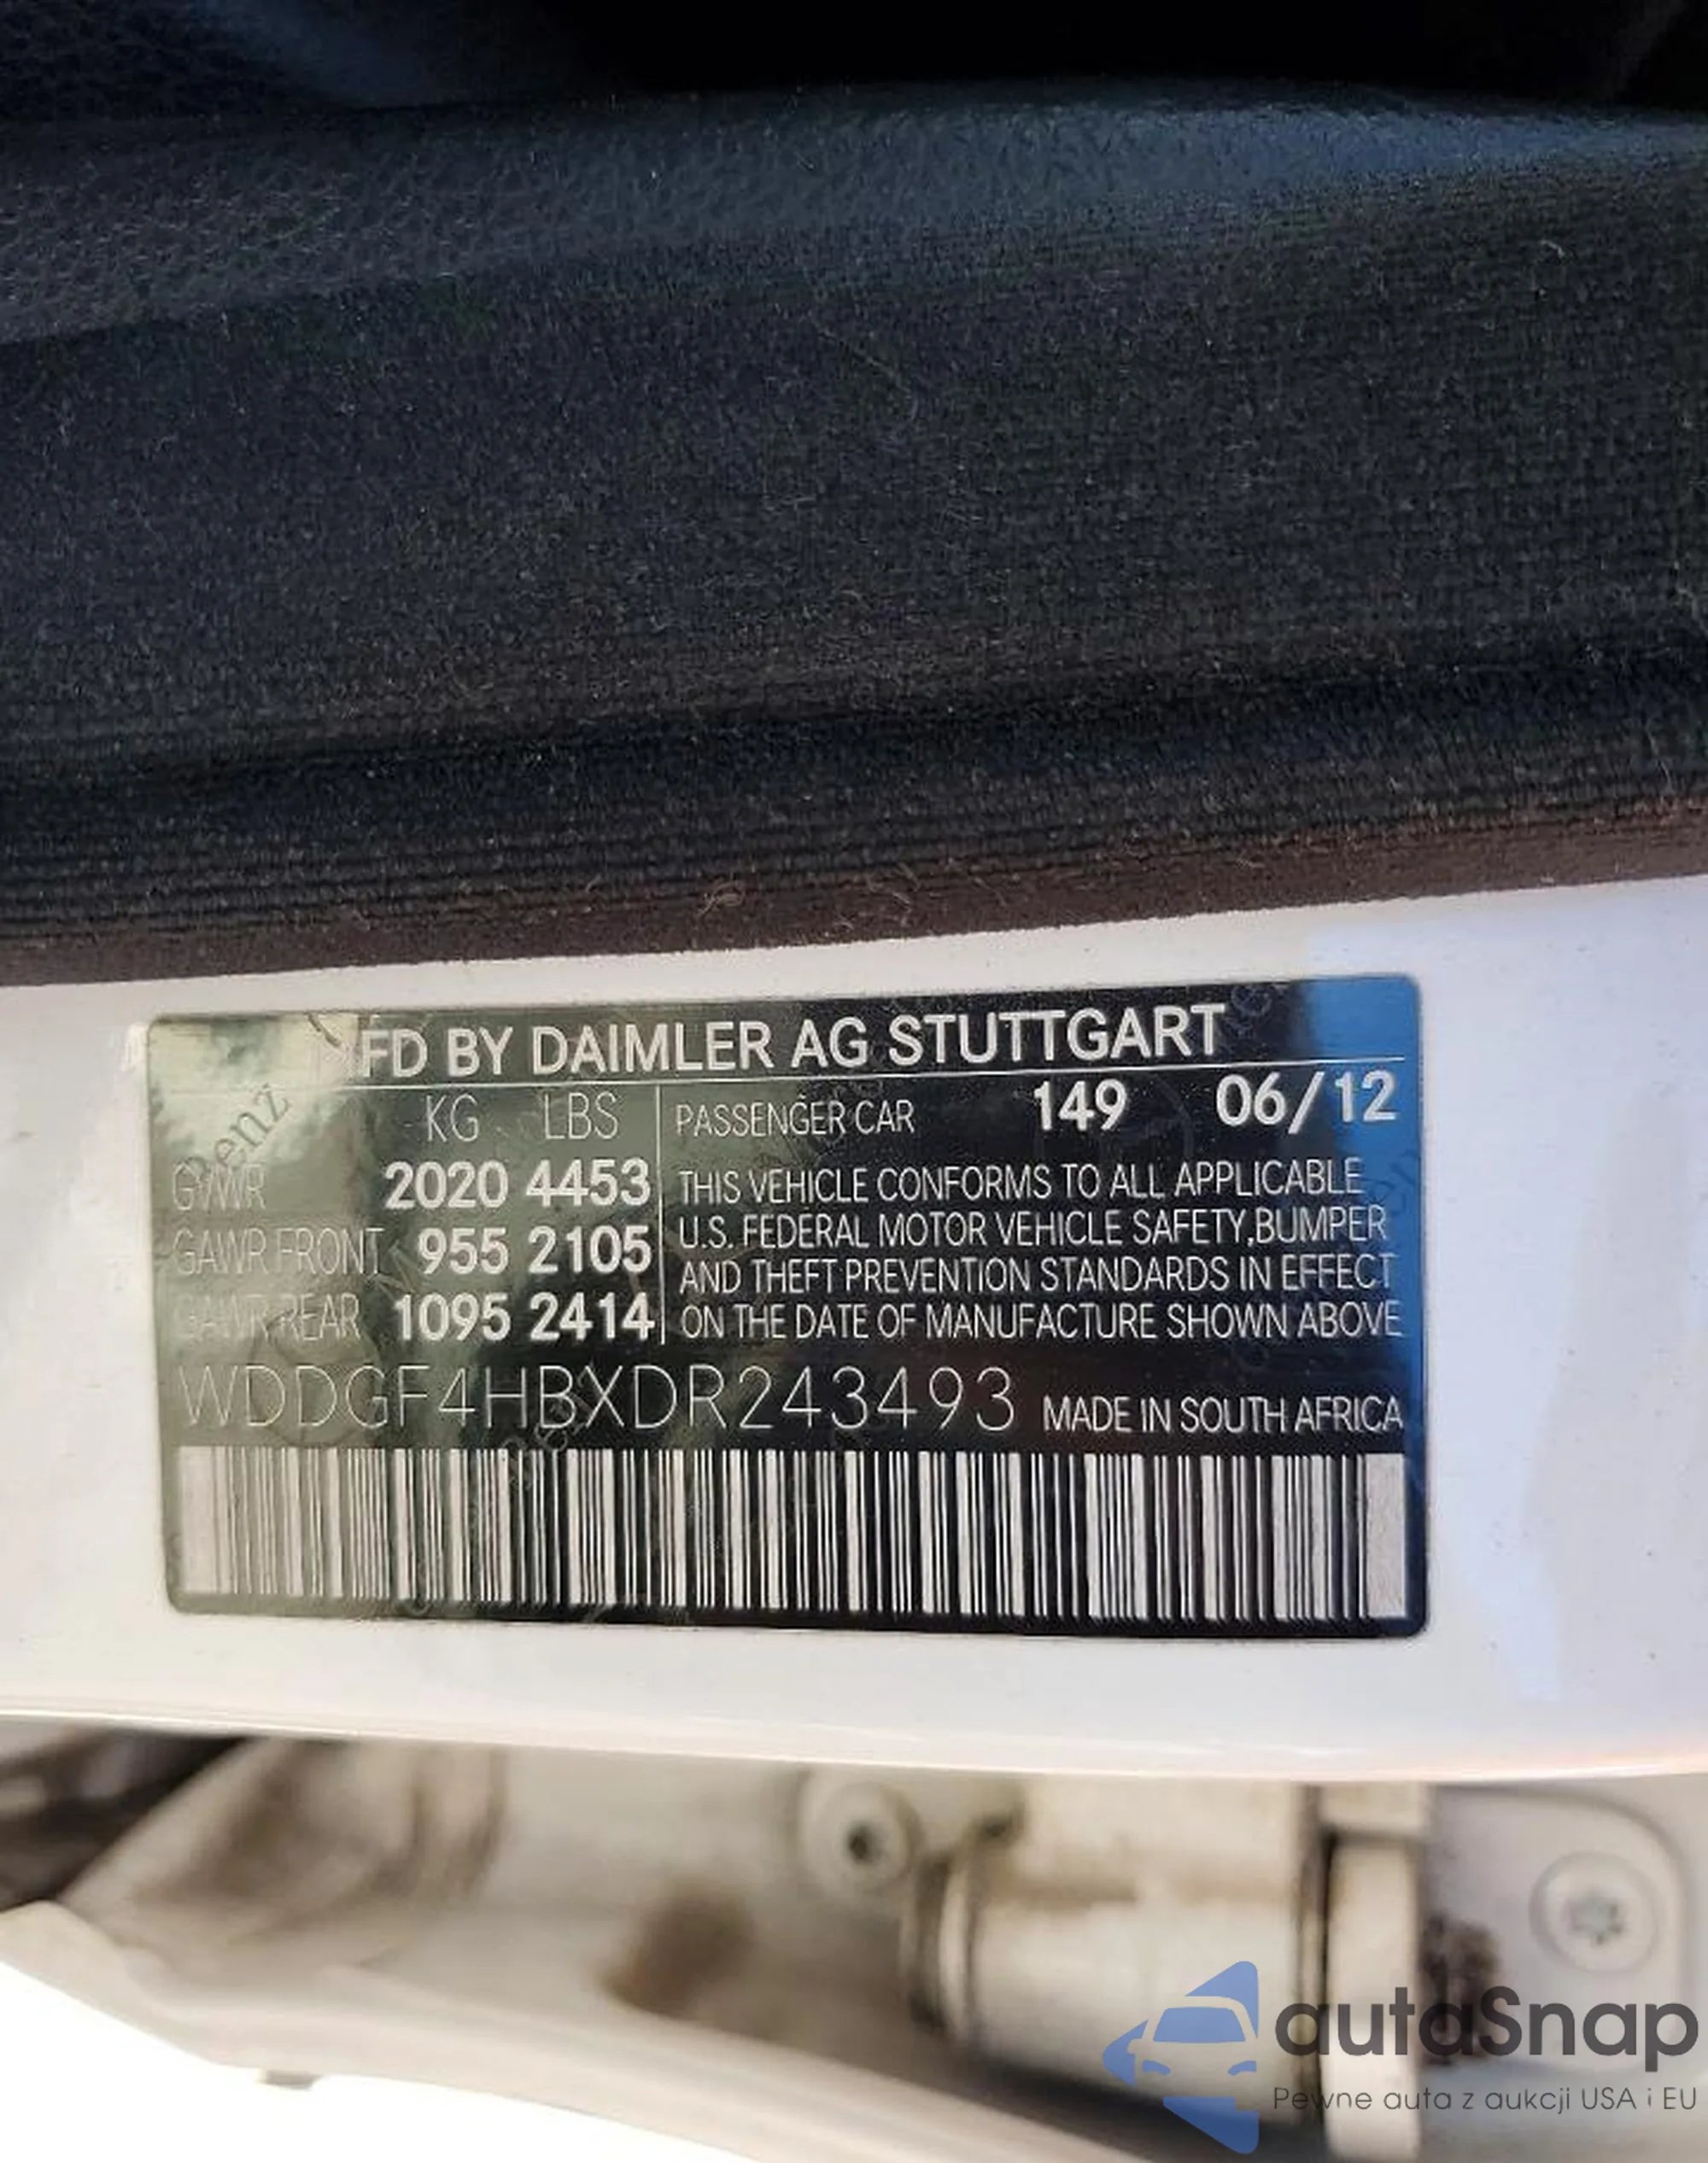 MFD BY DAIMLER AG STUTTGART
KG LBS PASSENGER CAR 149 06/12
GVWR 2020 4453 THIS VEHICLE CONFORMS TO ALL APPLICABLE
GAWR FRONT 955 2105 U.S. FEDERAL MOTOR VEHICLE SAFETY,BUMPER
AND THEFT PREVENTION STANDARDS IN EFFECT
GAWR REAR 1095 2414 ON THE DATE OF MANUFACTURE SHOWN ABOVE
WDDGF4HBXDR243493 MADE IN SOUTH AFRICA
autaSnap
Pewne auta z aukcji USA i EU